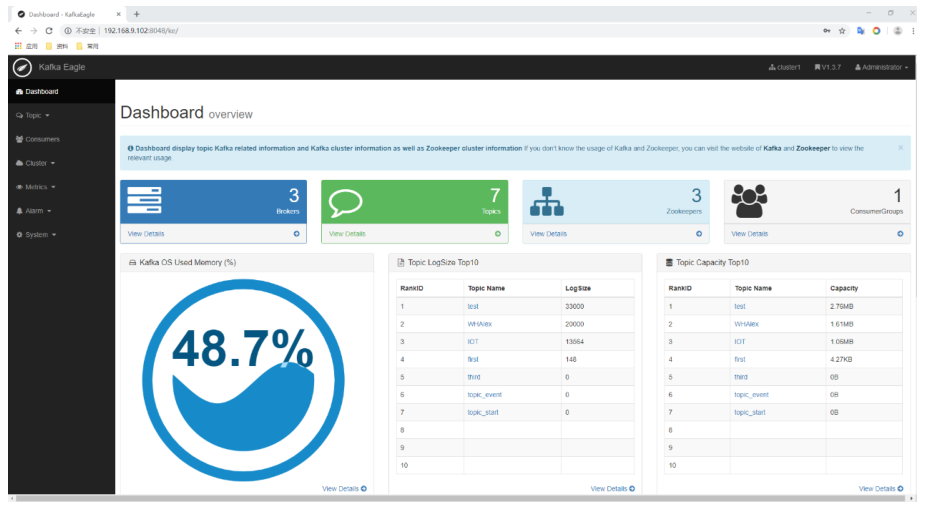 Dashboard - KafkaEagle
不安全 | 192.168.9.102:8048/ke/
应用 资料 常用
Kafka Eagle
cluster1 V1.3.7 Administrator
Dashboard
Topic
Consumers
Cluster
Metrics
Alarm
System
Dashboard overview
Dashboard display topic Kafka related information and Kafka cluster information as well as Zookeeper cluster information If you don't know the usage of Kafka and Zookeeper, you can visit the website of Kafka and Zookeeper to view the
relevant usage.
3
Brokers
View Details
7
Topics
View Details
3
Zookeepers
View Details
1
ConsumerGroups
View Details
Kafka OS Used Memory (%)
48.7%
View Details
Topic LogSize Top10
RankID Topic Name LogSize
1 test 33000
2 WHAlex 20000
3 IOT 13564
4 first 148
5 third 0
6 topic_event 0
7 topic_start 0
8
9
10
View Details
Topic Capacity Top10
RankID Topic Name Capacity
1 test 2.76MB
2 WHAlex 1.61MB
3 IOT 1.06MB
4 first 4.27KB
5 third 0B
6 topic_event 0B
7 topic_start 0B
8
9
10
View Details